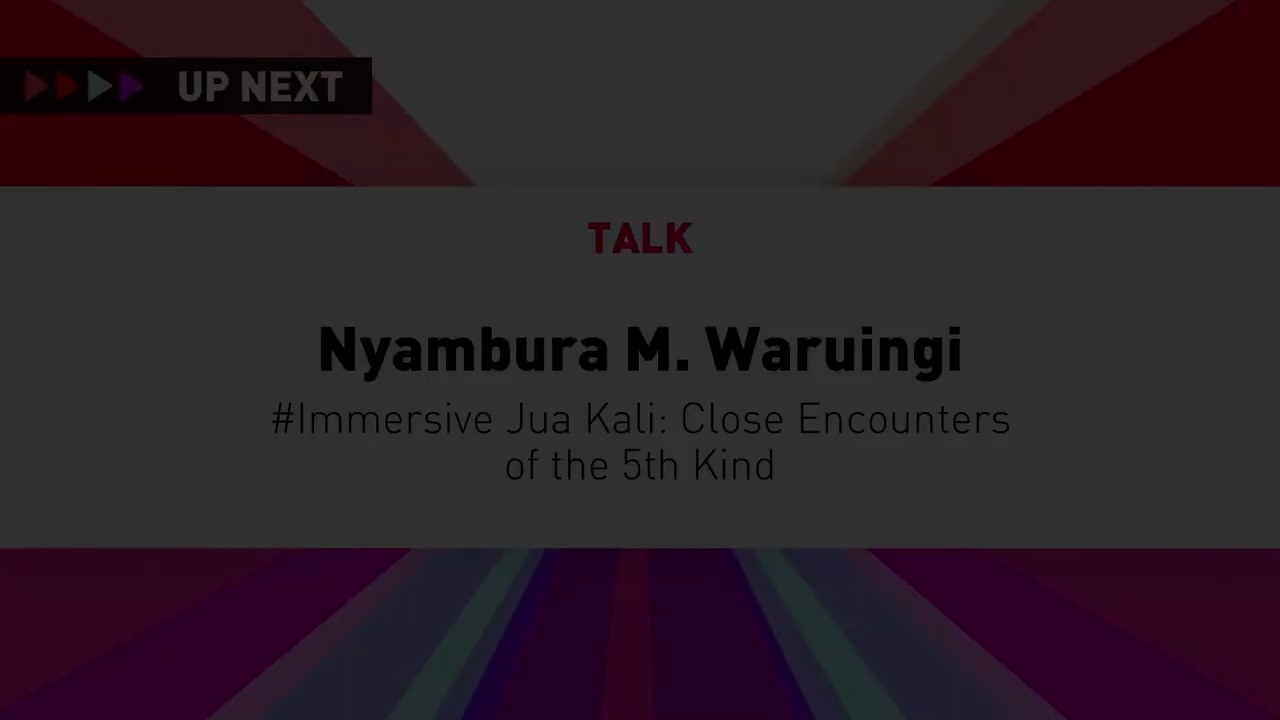 UP NEXT
TALK
Nyambura M. Waruingi
#Immersive Jua Kali: Close Encounters
of the 5th Kind